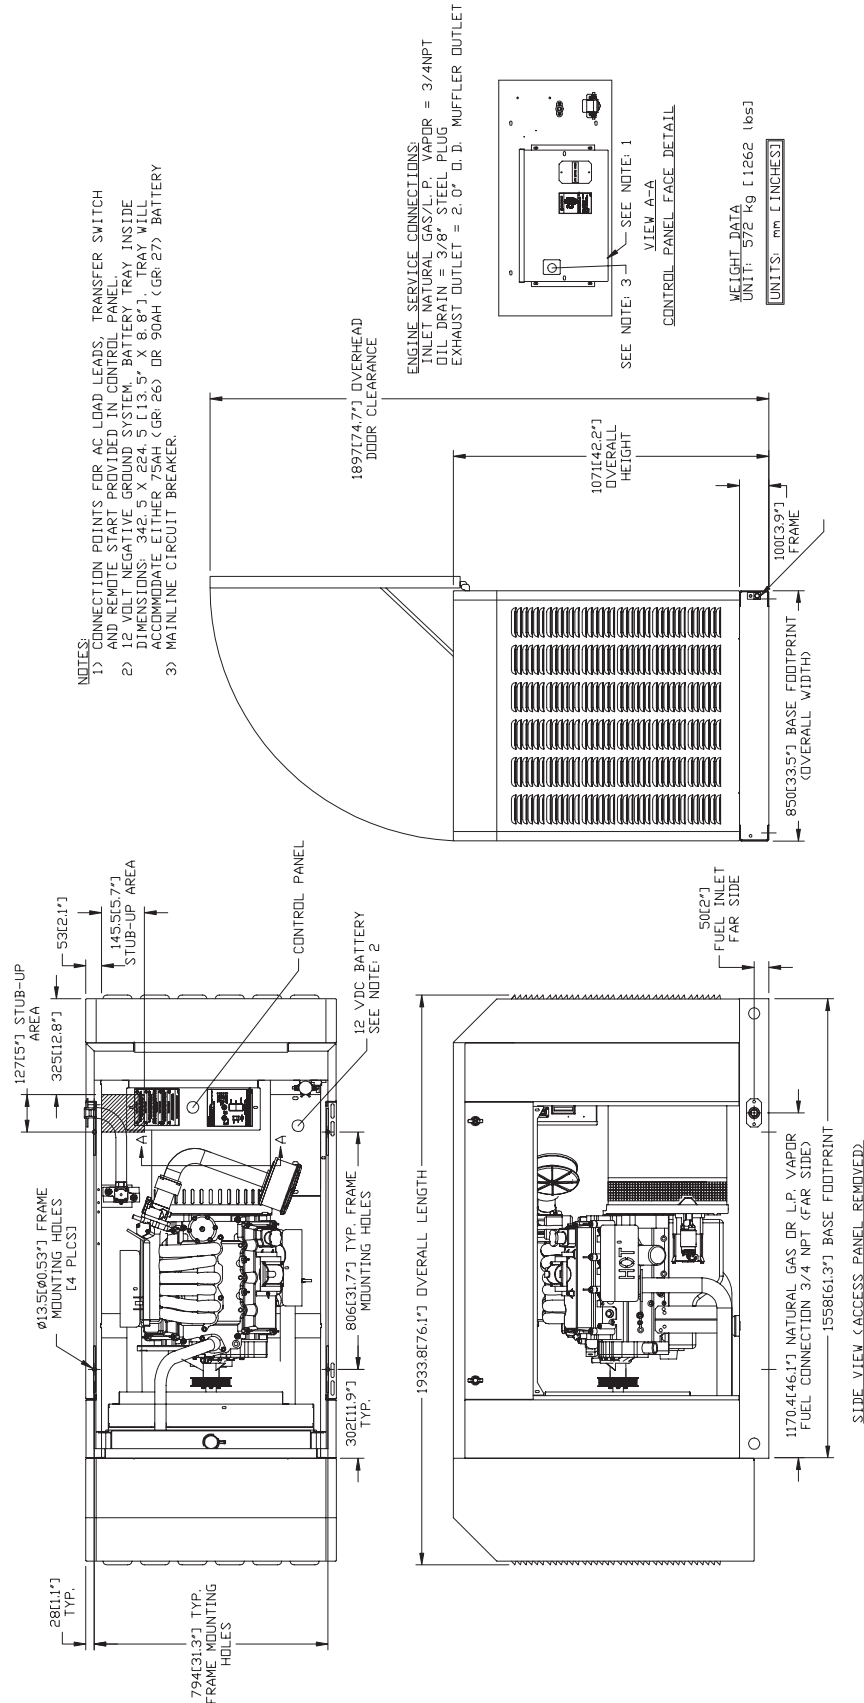 NOTES:
1) CONNECTION POINTS FOR AC LOAD LEADS, TRANSFER SWITCH
AND REMOTE START PROVIDED IN CONTROL PANEL.
2) 12 VOLT NEGATIVE GROUND SYSTEM. BATTERY TRAY INSIDE
DIMENSIONS: 342.5 X 224.5 [13.5" X 8.8"]. TRAY WILL
ACCOMMODATE EITHER 75AH (GR: 26) OR 90AH (GR: 27) BATTERY
3) MAINLINE CIRCUIT BREAKER.
ENGINE SERVICE CONNECTIONS:
INLET NATURAL GAS/L.P. VAPOR = 3/4NPT
OIL DRAIN = 3/8" STEEL PLUG
EXHAUST OUTLET = 2.0" O.D. MUFFLER OUTLET
SEE NOTE: 3
SEE NOTE: 1
VIEW A-A
CONTROL PANEL FACE DETAIL
WEIGHT DATA
UNIT: 572 kg [1262 lbs]
UNITS: mm [INCHES]
1897[74.7"] OVERHEAD
DOOR CLEARANCE
1071[42.2"]
OVERALL
HEIGHT
100[3.9"]
FRAME
850[33.5"] BASE FOOTPRINT
(OVERALL WIDTH)
127[5"] STUB-UP
AREA
325[12.8"]
53[2.1"]
145.5[5.7"]
STUB-UP AREA
CONTROL PANEL
12 VDC BATTERY
SEE NOTE: 2
A
A
Ø13.5[Ø0.53"] FRAME
MOUNTING HOLES
[4 PLCS]
806[31.7"] TYP. FRAME
MOUNTING HOLES
302[11.9"]
TYP.
28[1.1"]
TYP.
794[31.3"] TYP.
FRAME MOUNTING
HOLES
1933.8[76.1"] OVERALL LENGTH
HOT
50[2"]
FUEL INLET
FAR SIDE
1170.4[46.1"] NATURAL GAS OR L.P. VAPOR
FUEL CONNECTION 3/4 NPT (FAR SIDE)
1558[61.3"] BASE FOOTPRINT
SIDE VIEW (ACCESS PANEL REMOVED)